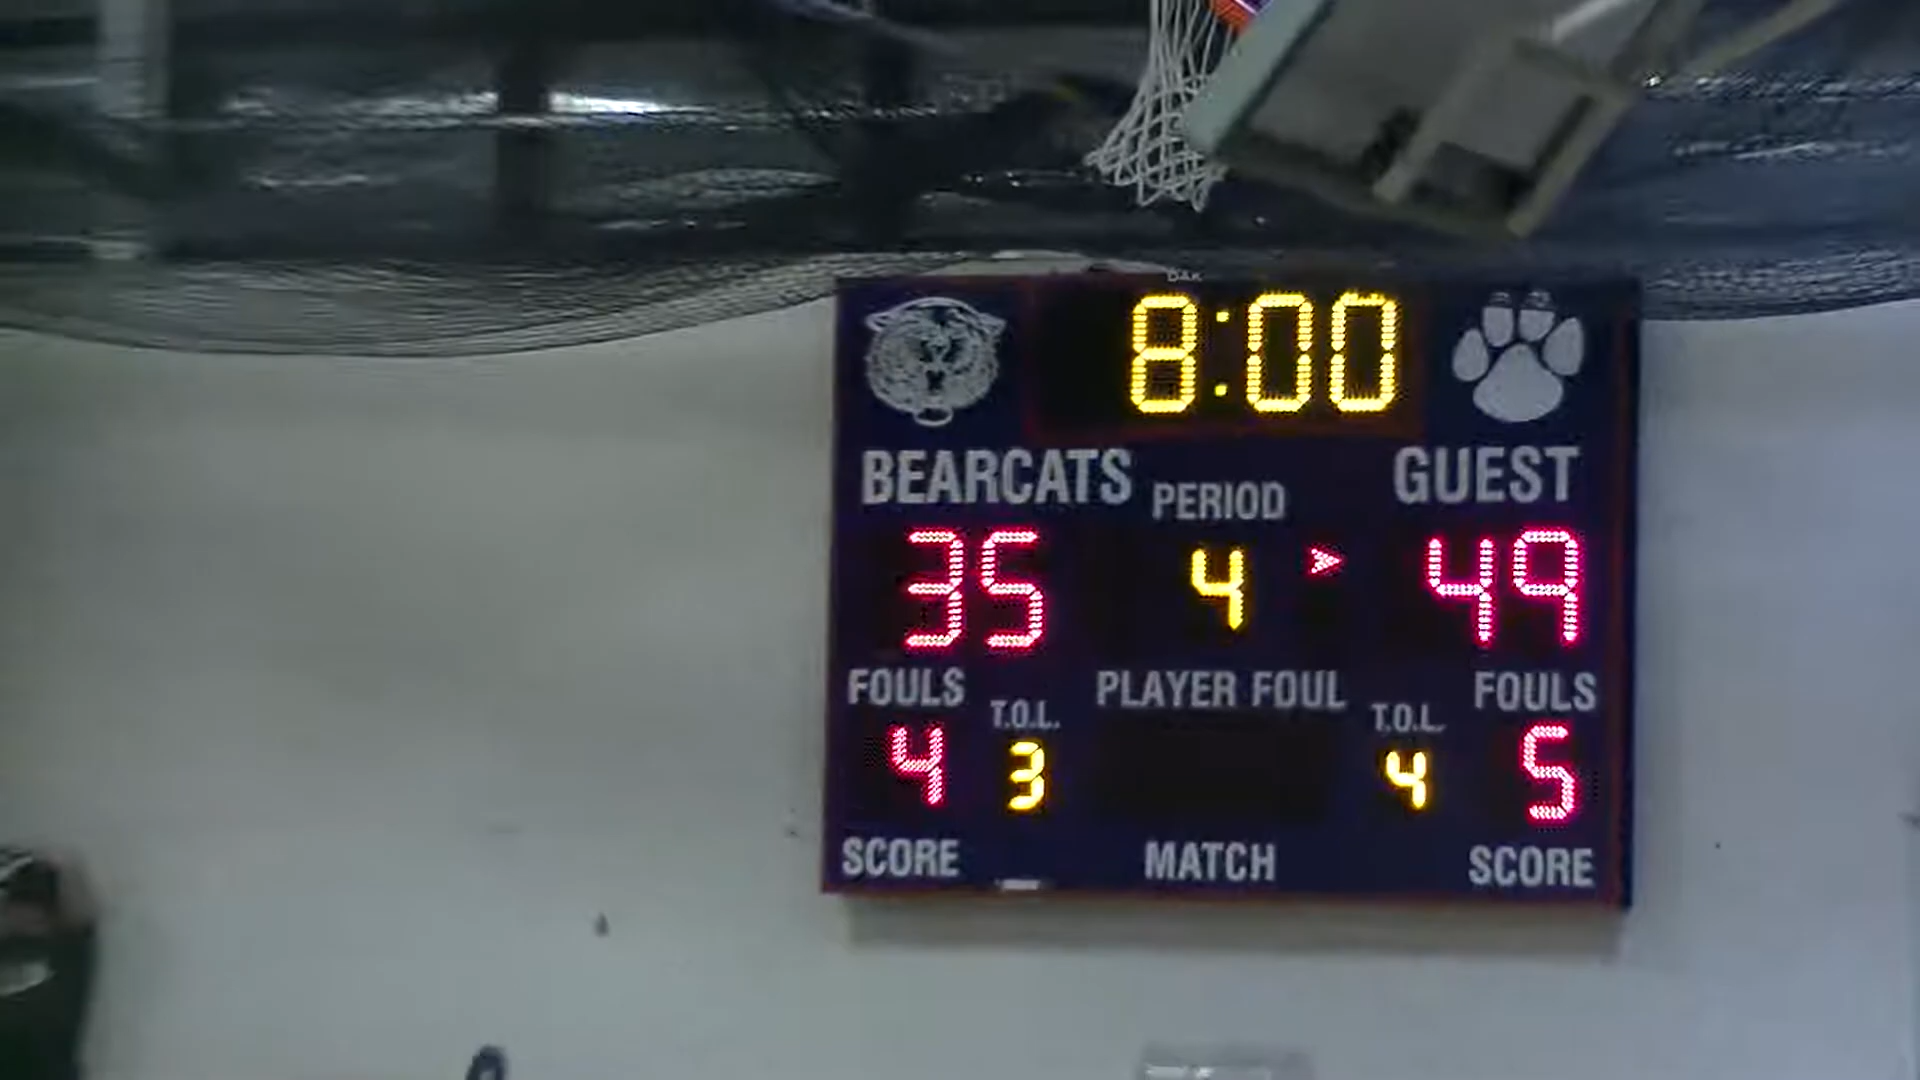 DAK
8:00
BEARCATS PERIOD GUEST
35 4 49
FOULS T.O.L. PLAYER FOUL T.O.L. FOULS
4 3 4 5
SCORE MATCH SCORE